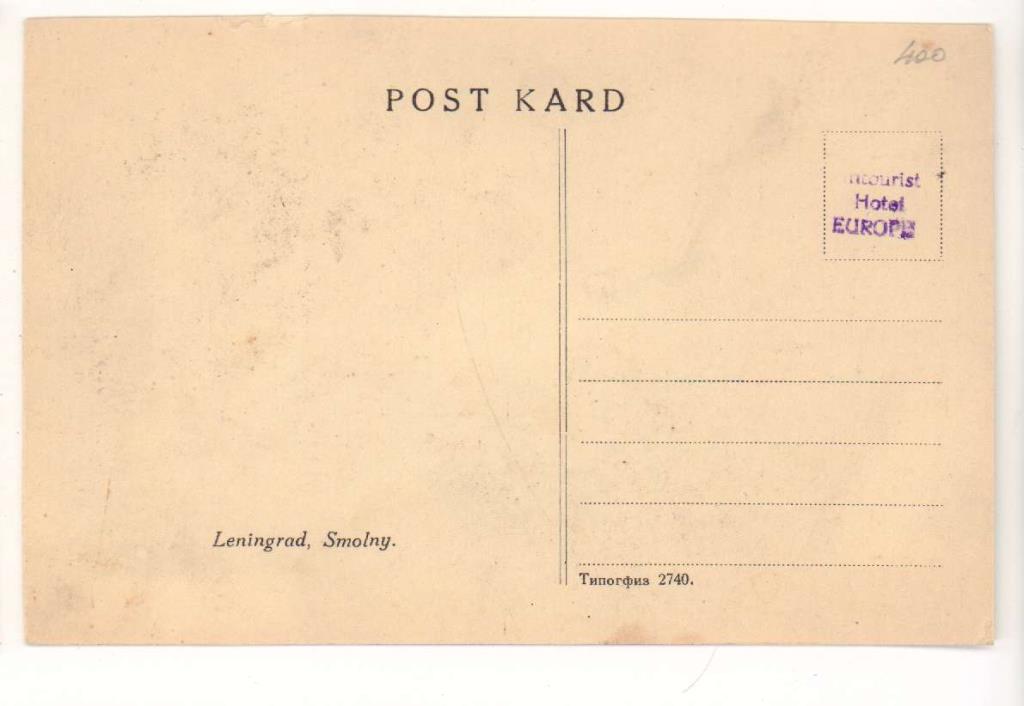 400
POST KARD
ntourist
Hotel
EUROPE
Leningrad, Smolny.
Типогфиз 2740.